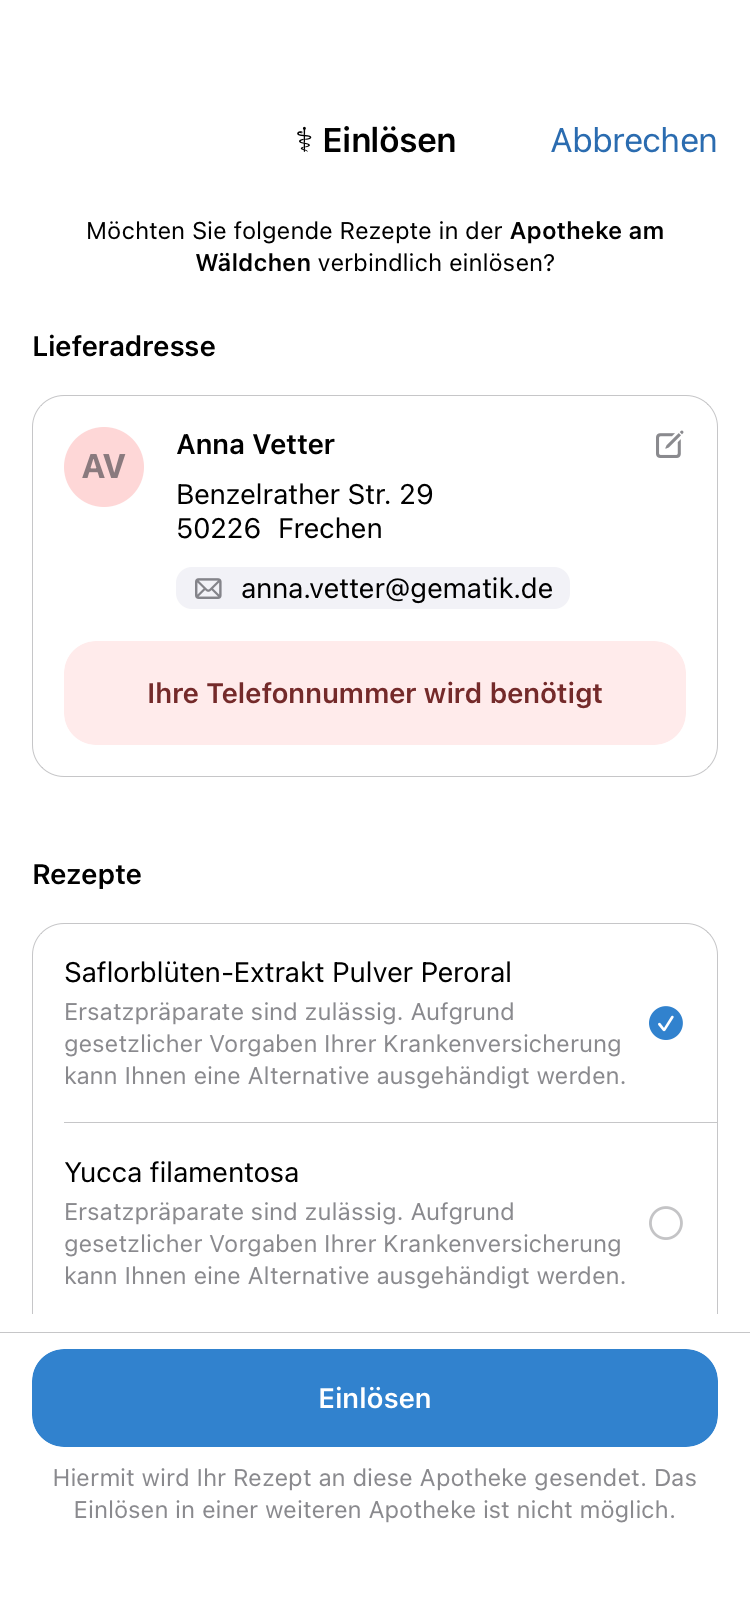 ⚕ Einlösen
Abbrechen
Möchten Sie folgende Rezepte in der Apotheke am
Wäldchen verbindlich einlösen?
Lieferadresse
AV
Anna Vetter
Benzelrather Str. 29
50226 Frechen
anna.vetter@gematik.de
Ihre Telefonnummer wird benötigt
Rezepte
Saflorblüten-Extrakt Pulver Peroral
Ersatzpräparate sind zulässig. Aufgrund
gesetzlicher Vorgaben Ihrer Krankenversicherung
kann Ihnen eine Alternative ausgehändigt werden.
Yucca filamentosa
Ersatzpräparate sind zulässig. Aufgrund
gesetzlicher Vorgaben Ihrer Krankenversicherung
kann Ihnen eine Alternative ausgehändigt werden.
Einlösen
Hiermit wird Ihr Rezept an diese Apotheke gesendet. Das
Einlösen in einer weiteren Apotheke ist nicht möglich.